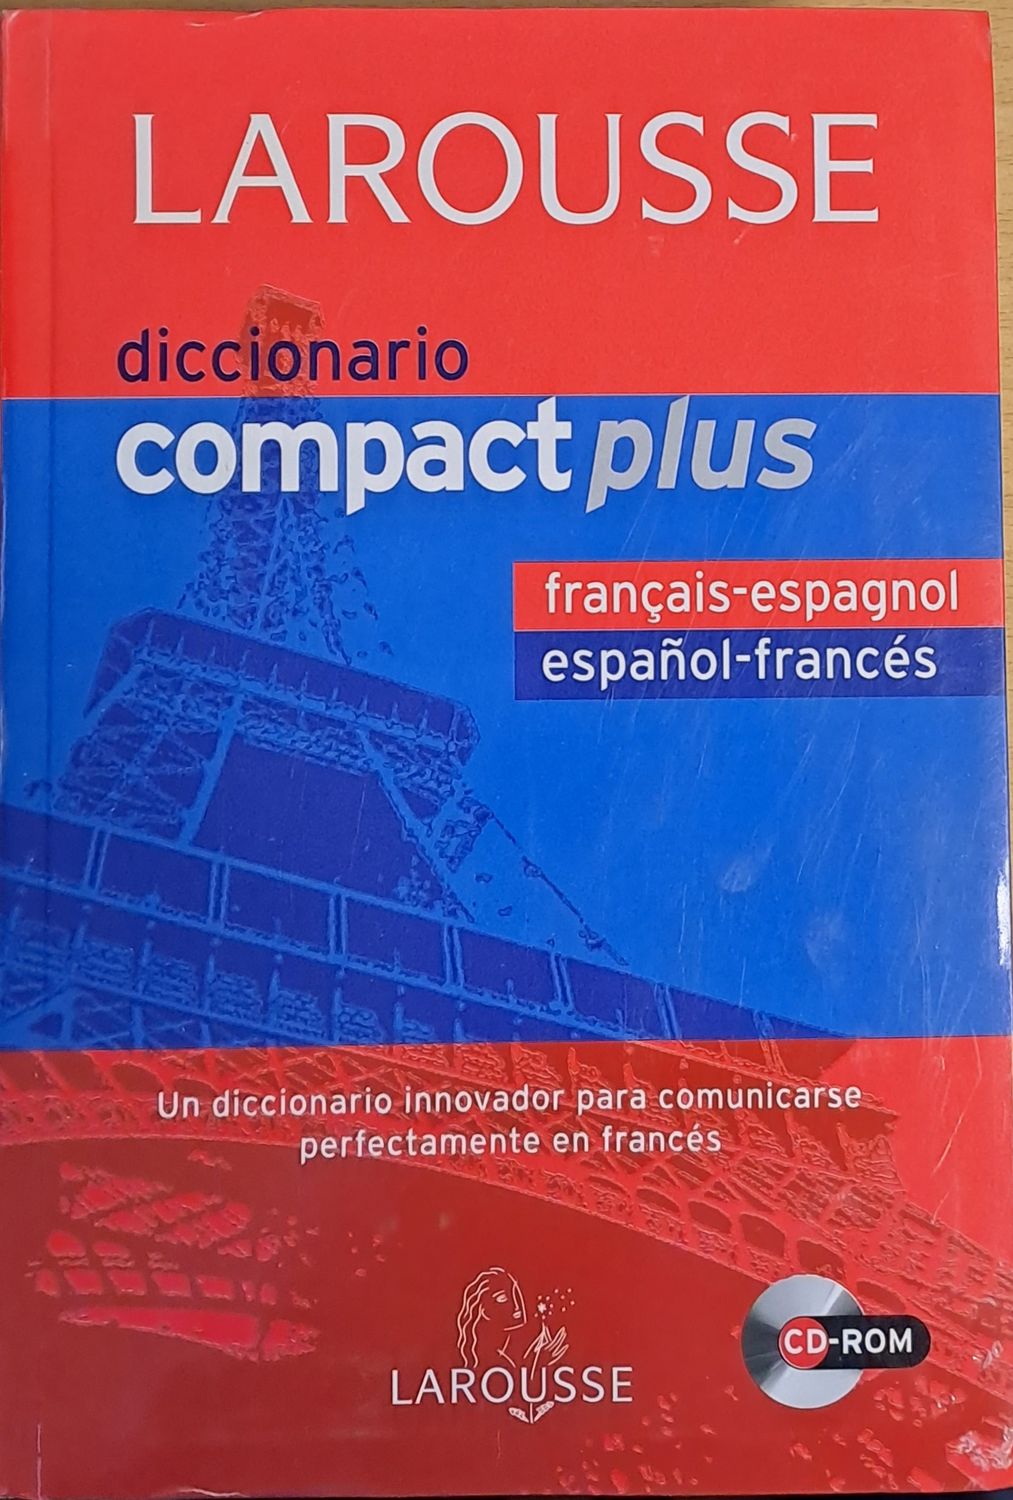 LAROUSSE
diccionario
compact plus
français-espagnol
español-francés
Un diccionario innovador para comunicarse
perfectamente en francés
LAROUSSE
CD-ROM